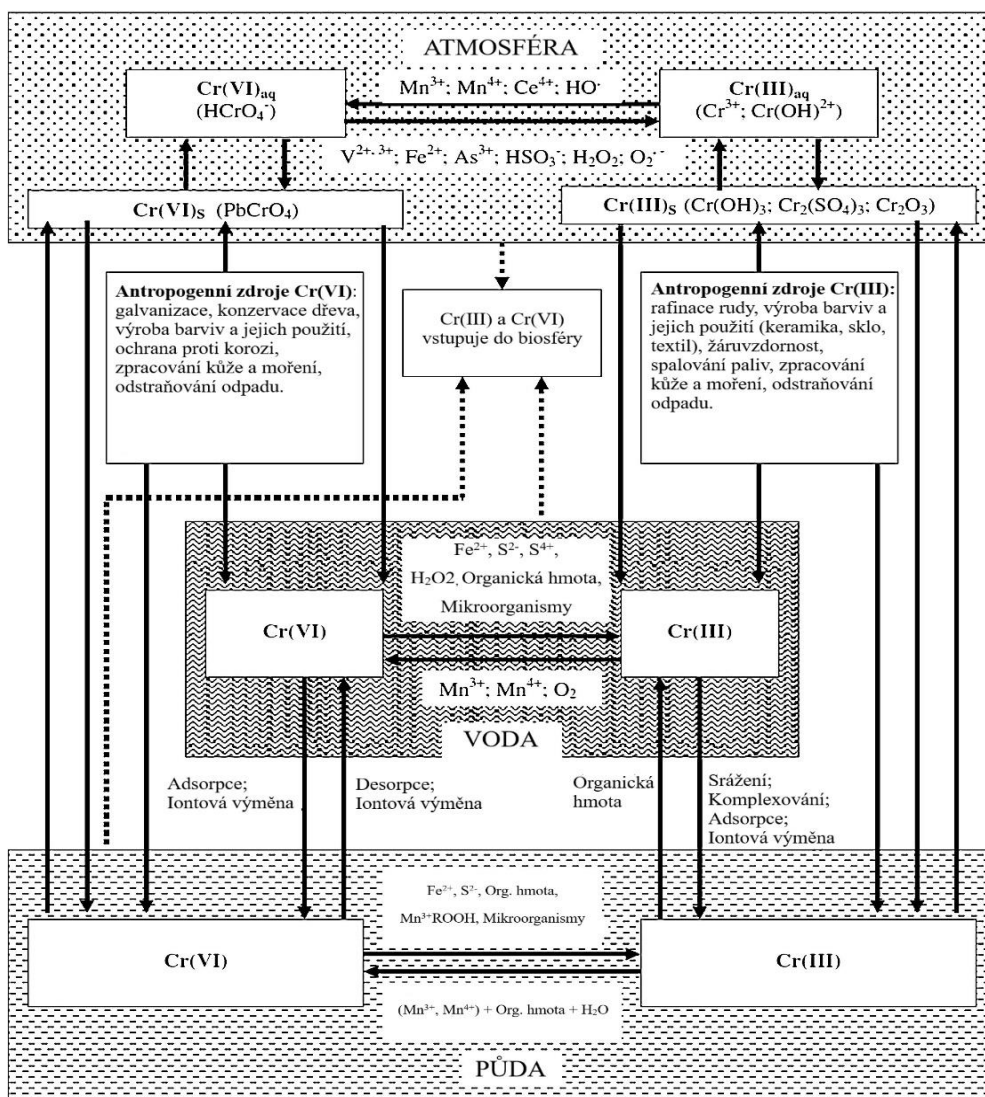 ATMOSFÉRA
Cr(VI)aq
(HCrO₄⁻)
Mn³⁺; Mn⁴⁺; Ce⁴⁺; HO·
Cr(III)aq
(Cr³⁺; Cr(OH)²⁺)
V²⁺, ³⁺; Fe²⁺; As³⁺; HSO₃⁻; H₂O₂; O₂·⁻
Cr(VI)S (PbCrO₄)
Cr(III)S (Cr(OH)₃; Cr₂(SO₄)₃; Cr₂O₃)
Antropogenní zdroje Cr(VI):
galvanizace, konzervace dřeva,
výroba barviv a jejich použití,
ochrana proti korozi,
zpracování kůže a moření,
odstraňování odpadu.
Cr(III) a Cr(VI)
vstupuje do biosféry
Antropogenní zdroje Cr(III):
rafinace rudy, výroba barviv a
jejich použití (keramika, sklo,
textil), žáruvzdornost,
spalování paliv, zpracování
kůže a moření, odstraňování
odpadu.
Fe²⁺, S²⁻, S⁴⁺,
H₂O2, Organická hmota,
Mikroorganismy
Cr(VI)
Cr(III)
Mn³⁺; Mn⁴⁺; O₂
VODA
Adsorpce;
Iontová výměna
Desorpce;
Iontová výměna
Organická
hmota
Srážení;
Komplexování;
Adsorpce;
Iontová výměna
Fe²⁺, S²⁻, Org. hmota,
Mn³⁺ROOH, Mikroorganismy
Cr(VI)
Cr(III)
(Mn³⁺, Mn⁴⁺) + Org. hmota + H₂O
PŮDA